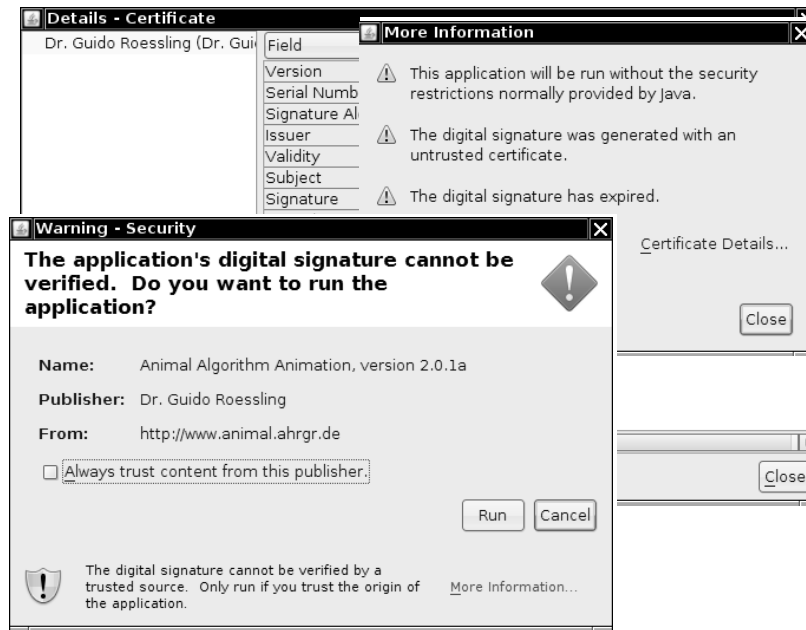 Details - Certificate
Dr. Guido Roessling (Dr. Gui
Field
Version
Serial Numb
Signature Al
Issuer
Validity
Subject
Signature
More Information
This application will be run without the security
restrictions normally provided by Java.
The digital signature was generated with an
untrusted certificate.
The digital signature has expired.
Certificate Details...
Close
Close
Warning - Security
The application's digital signature cannot be
verified. Do you want to run the
application?
Name: Animal Algorithm Animation, version 2.0.1a
Publisher: Dr. Guido Roessling
From: http://www.animal.ahrgr.de
Always trust content from this publisher.
Run Cancel
The digital signature cannot be verified by a
trusted source. Only run if you trust the origin of
the application.
More Information...